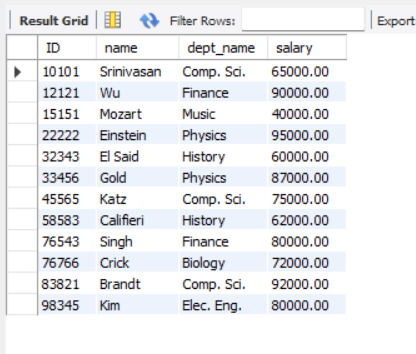 Result Grid Filter Rows: Export
ID name dept_name salary
10101 Srinivasan Comp. Sci. 65000.00
12121 Wu Finance 90000.00
15151 Mozart Music 40000.00
22222 Einstein Physics 95000.00
32343 El Said History 60000.00
33456 Gold Physics 87000.00
45565 Katz Comp. Sci. 75000.00
58583 Califieri History 62000.00
76543 Singh Finance 80000.00
76766 Crick Biology 72000.00
83821 Brandt Comp. Sci. 92000.00
98345 Kim Elec. Eng. 80000.00